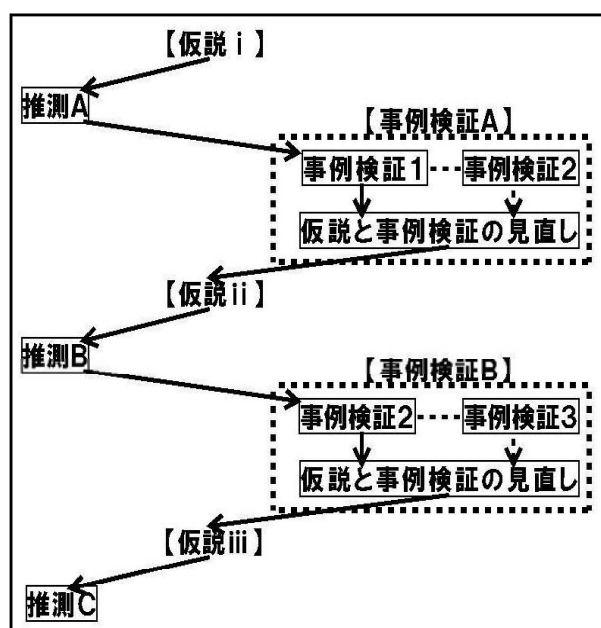 【仮説ⅰ】
推測A
【事例検証A】
事例検証1
事例検証2
仮説と事例検証の見直し
【仮説ⅱ】
推測B
【事例検証B】
事例検証2
事例検証3
仮説と事例検証の見直し
【仮説ⅲ】
推測C